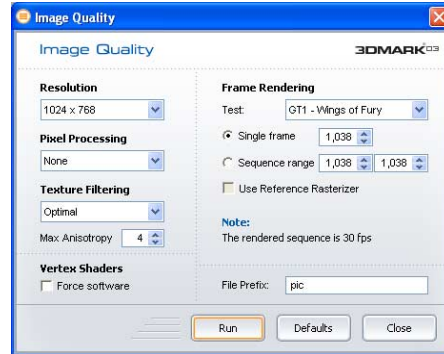 Image Quality
Image Quality
3DMARK®03
Resolution
1024 x 768
Pixel Processing
None
Texture Filtering
Optimal
Max Anisotropy 4
Vertex Shaders
Force software
Frame Rendering
Test: GT1 - Wings of Fury
Single frame 1,038
Sequence range 1,038 1,038
Use Reference Rasterizer
Note:
The rendered sequence is 30 fps
File Prefix: pic
Run Defaults Close